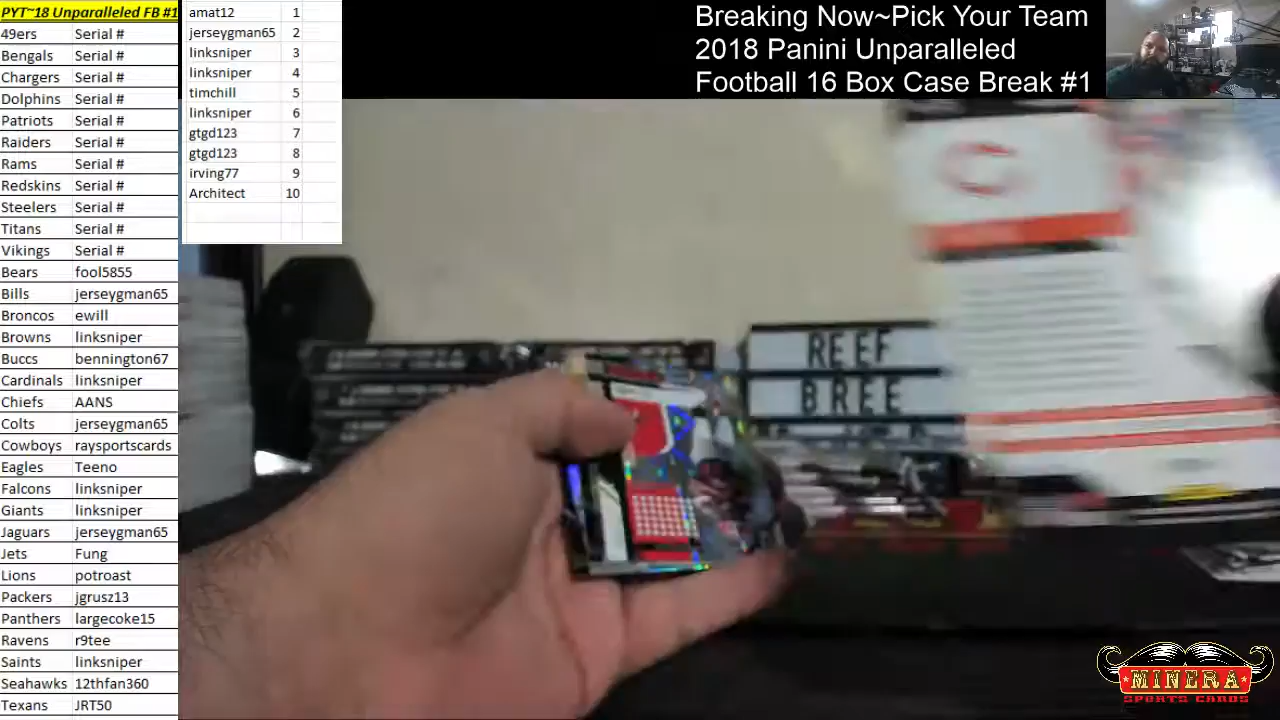 PYT~18 Unparalleled FB #1
49ers Serial #
Bengals Serial #
Chargers Serial #
Dolphins Serial #
Patriots Serial #
Raiders Serial #
Rams Serial #
Redskins Serial #
Steelers Serial #
Titans Serial #
Vikings Serial #
Bears fool5855
Bills jerseygman65
Broncos ewill
Browns linksniper
Buccs bennington67
Cardinals linksniper
Chiefs AANS
Colts jerseygman65
Cowboys raysportscards
Eagles Teeno
Falcons linksniper
Giants linksniper
Jaguars jerseygman65
Jets Fung
Lions potroast
Packers jgrusz13
Panthers largecoke15
Ravens r9tee
Saints linksniper
Seahawks 12thfan360
Texans JRT50
amat12 1
jerseygman65 2
linksniper 3
linksniper 4
timchill 5
linksniper 6
gtgd123 7
gtgd123 8
irving77 9
Architect 10
Breaking Now~Pick Your Team
2018 Panini Unparalleled
Football 16 Box Case Break #1
REEF
BREE
MINERA
SPORTS CARDS